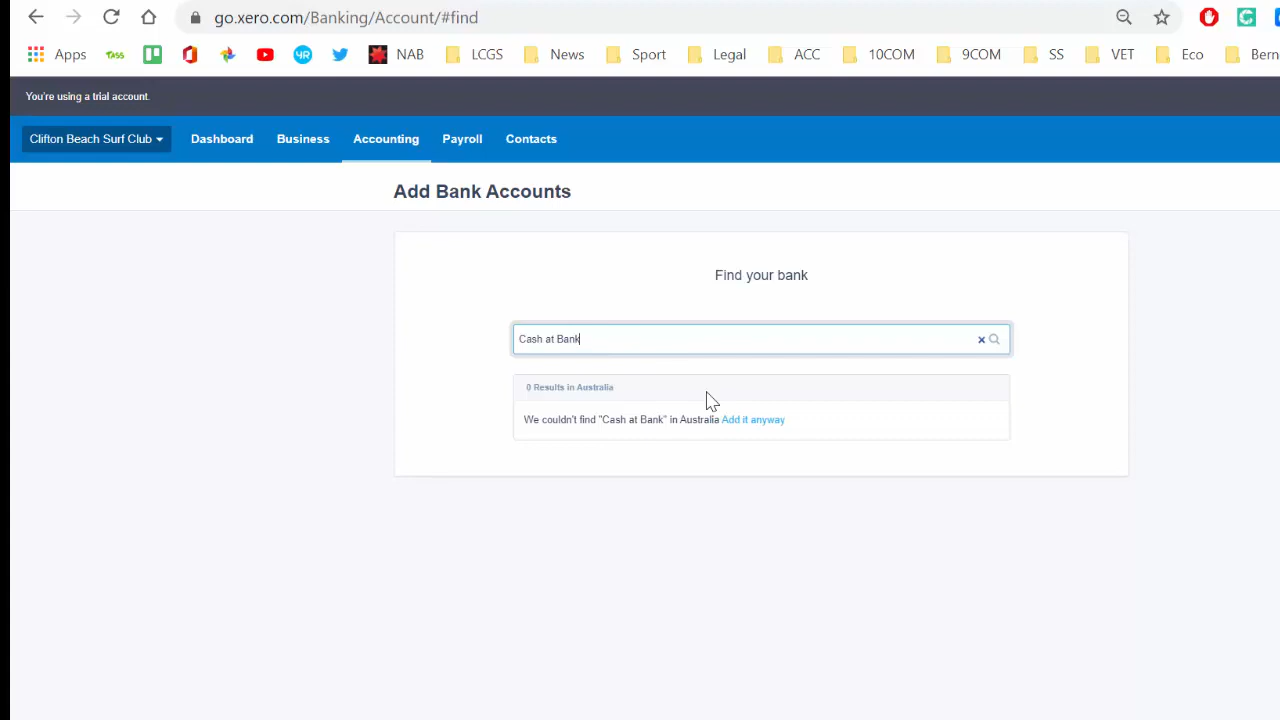 go.xero.com/Banking/Account/#find
Apps TASS NAB LCGS News Sport Legal ACC 10COM 9COM SS VET Eco Bern
You're using a trial account.
Clifton Beach Surf Club Dashboard Business Accounting Payroll Contacts
Add Bank Accounts
Find your bank
Cash at Bank
0 Results in Australia
We couldn't find "Cash at Bank" in Australia Add it anyway